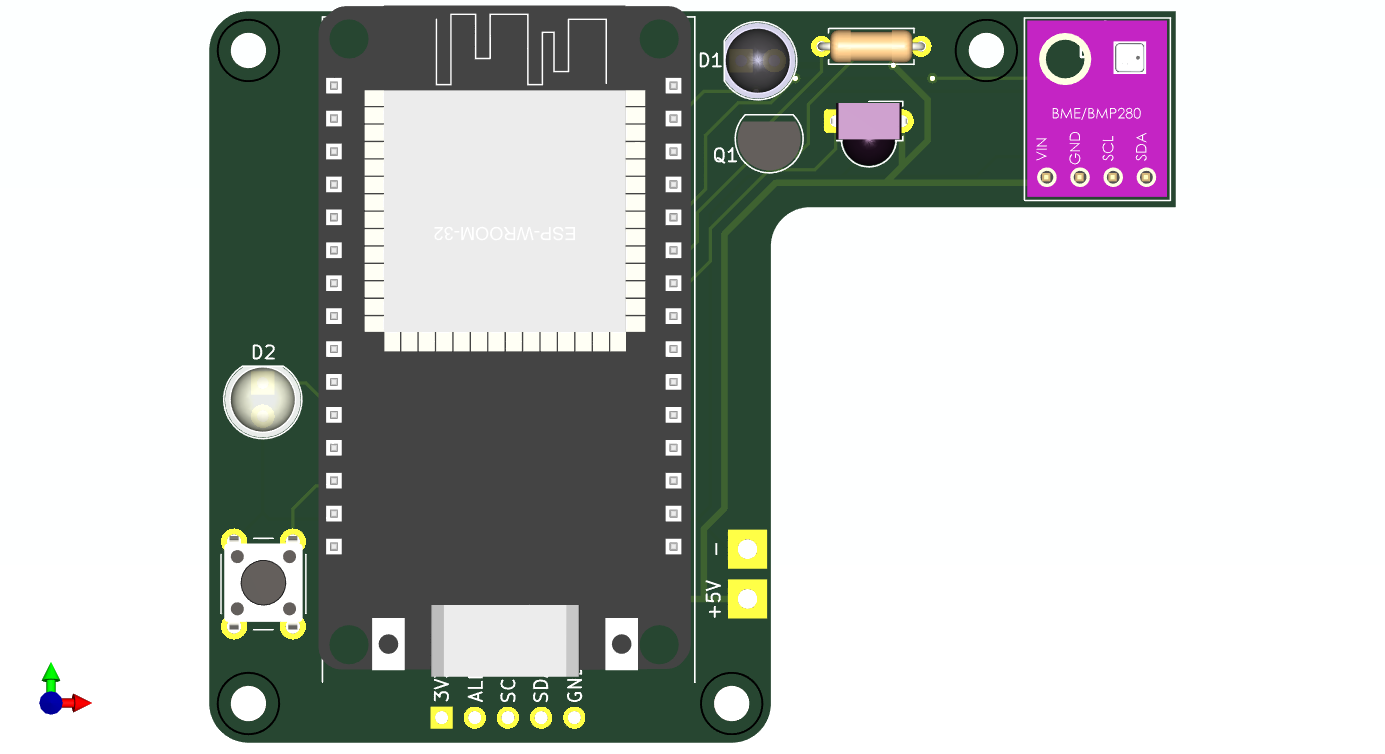 D1
Q1
BME/BMP280
VIN
GND
SCL
SDA
ESP-WROOM-32
D2
-
+5V
3V
AL
SC
SD
GN